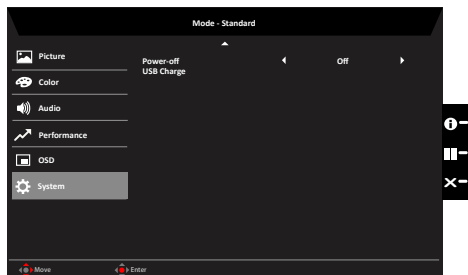 Mode - Standard
Picture
Power-off
USB Charge
Off
Color
Audio
Performance
OSD
System
Move
Enter